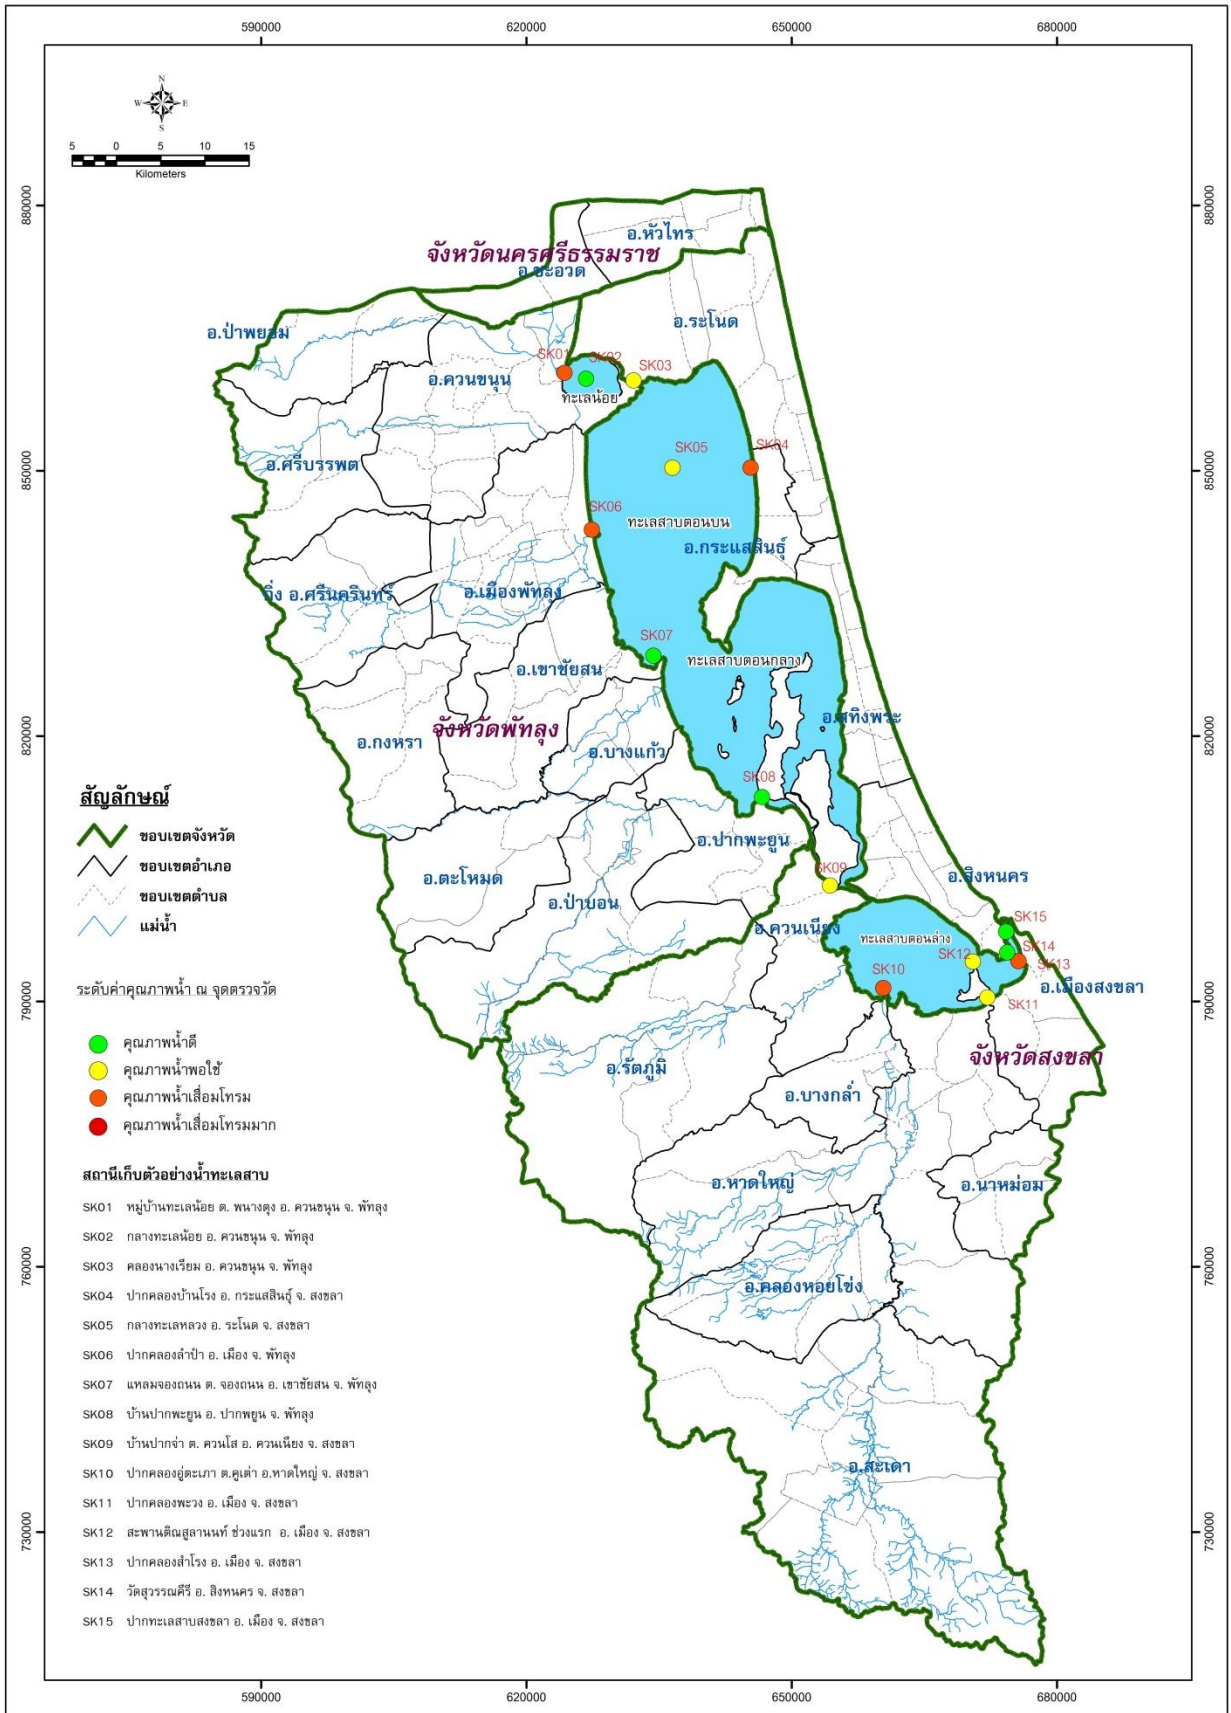 590000
620000
650000
680000
N
W
E
S
5 0 5 10 15
Kilometers
880000
880000
850000
850000
820000
820000
790000
790000
760000
760000
730000
730000
อ.หัวไทร
จังหวัดนครศรีธรรมราช
อ.ชะอวด
อ.ระโนด
อ.ป่าพยอม
SK01
SK02
SK03
อ.ควนขนุน
ทะเลน้อย
SK05
SK04
อ.ศรีบรรพต
SK06
ทะเลสาบตอนบน
อ.กระแสสินธุ์
กิ่ง อ.ศรีนครินทร์
อ.เมืองพัทลุง
SK07
ทะเลสาบตอนกลาง
อ.เขาชัยสน
อ.สทิงพระ
จังหวัดพัทลุง
อ.กงหรา
อ.บางแก้ว
SK08
สัญลักษณ์
ขอบเขตจังหวัด
ขอบเขตอำเภอ
ขอบเขตตำบล
แม่น้ำ
อ.ปากพะยูน
SK09
อ.ตะโหมด
อ.สิงหนคร
อ.ป่าบอน
SK15
อ.ควนเนียง
ทะเลสาบตอนล่าง
SK14
SK12
SK13
SK10
อ.เมืองสงขลา
SK11
ระดับค่าคุณภาพน้ำ ณ จุดตรวจวัด
คุณภาพน้ำดี
คุณภาพน้ำพอใช้
คุณภาพน้ำเสื่อมโทรม
คุณภาพน้ำเสื่อมโทรมมาก
จังหวัดสงขลา
อ.รัตภูมิ
อ.บางกล่ำ
อ.หาดใหญ่
อ.นาหม่อม
อ.คลองหอยโข่ง
อ.สะเดา
สถานีเก็บตัวอย่างน้ำทะเลสาบ
SK01 หมู่บ้านทะเลน้อย ต. พนางตุง อ. ควนขนุน จ. พัทลุง
SK02 กลางทะเลน้อย อ. ควนขนุน จ. พัทลุง
SK03 คลองนางเรียม อ. ควนขนุน จ. พัทลุง
SK04 ปากคลองบ้านโรง อ. กระแสสินธุ์ จ. สงขลา
SK05 กลางทะเลหลวง อ. ระโนด จ. สงขลา
SK06 ปากคลองลำปำ อ. เมือง จ. พัทลุง
SK07 แหลมจองถนน ต. จองถนน อ. เขาชัยสน จ. พัทลุง
SK08 บ้านปากพะยูน อ. ปากพยูน จ. พัทลุง
SK09 บ้านปากจ่า ต. ควนโส อ. ควนเนียง จ. สงขลา
SK10 ปากคลองอู่ตะเภา ต.คูเต่า อ.หาดใหญ่ จ. สงขลา
SK11 ปากคลองพะวง อ. เมือง จ. สงขลา
SK12 สะพานติณสูลานนท์ ช่วงแรก อ. เมือง จ. สงขลา
SK13 ปากคลองสำโรง อ. เมือง จ. สงขลา
SK14 วัดสุวรรณคีรี อ. สิงหนคร จ. สงขลา
SK15 ปากทะเลสาบสงขลา อ. เมือง จ. สงขลา
590000
620000
650000
680000